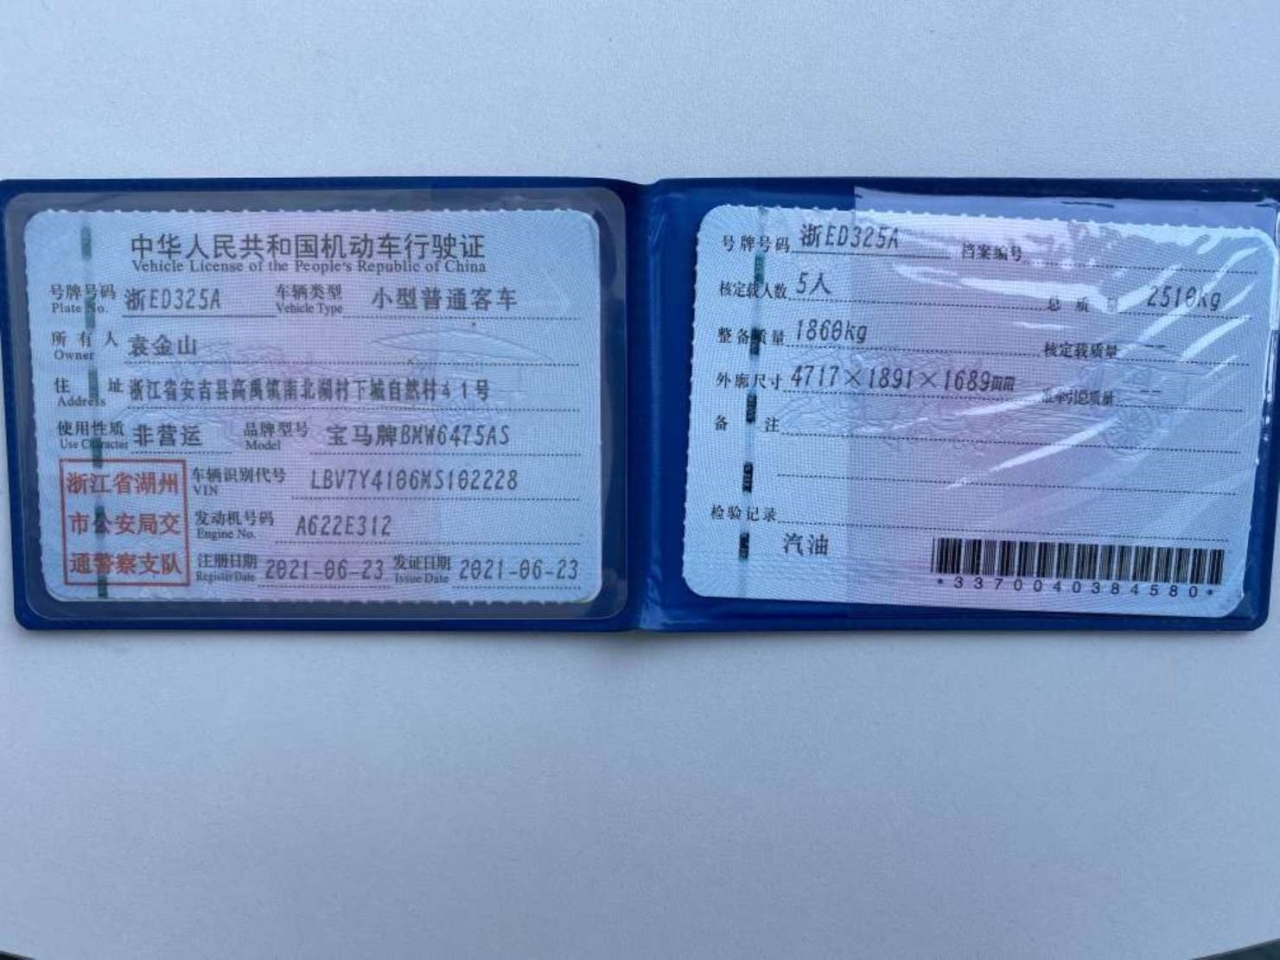 中华人民共和国机动车行驶证
Vehicle License of the People's Republic of China
号牌号码 浙ED325A 车辆类型 小型普通客车
Plate No. Vehicle Type
所有人 袁金山
Owner
住址 浙江省安吉县高禹镇南北湖村下城自然村41号
Address
使用性质 非营运 品牌型号 宝马牌BMW6475AS
Use Character Model
浙江省湖州
市公安局交
通警察支队
车辆识别代号 LBV7Y4106MS102228
VIN
发动机号码 A622E312
Engine No.
注册日期 2021-06-23 发证日期 2021-06-23
Register Date Issue Date
号牌号码 浙ED325A 档案编号
核定载人数 5人 总质量 2510kg
整备质量 1860kg 核定载质量 --
外廓尺寸 4717×1891×1689mm 准牵引总质量 --
备注
检验记录
汽油
*3370040384580*